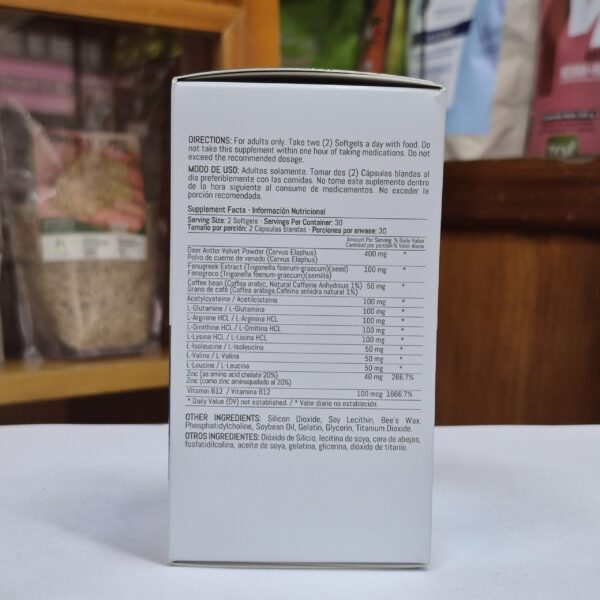 DIRECTIONS: For adults only. Take two (2) Softgels a day with food. Do
not take this supplement within one hour of taking medications. Do not
exceed the recommended dosage.
MODO DE USO: Adultos solamente. Tomar dos (2) Cápsulas blandas al
día preferiblemente con las comidas. No tome este suplemento dentro
de la hora siguiente al consumo de medicamentos. No exceder la
porción recomendada.
Supplement Facts - Información Nutricional
Serving Size: 2 Softgels - Servings Per Container: 30
Tamaño por porción: 2 Cápsulas blandas - Porciones por envase: 30
Amount Per Serving % Daily Value
Cantidad por porción % Valor diario
Deer Antler Velvet Powder (Cervus Elaphus) 400 mg *
Polvo de cuerno de venado (Cervus Elaphus)
Fenugreek Extract (Trigonella foenum-graecum)(seed) 100 mg *
Fenogreco (Trigonella foenum-graecum)(semilla)
Coffee bean (Coffea arabic, Natural Caffeine Anhydrous 1%) 50 mg *
Grano de café (Coffea arabiga,Cafeina anhidra natural 1%)
Acetylcysteine / Acetilcisteina 100 mg *
L-Glutamine / L-Glutamina 100 mg *
L-Arginine HCL / L-Arginina HCL 100 mg *
L-Ornithine HCL / L-Ornitina HCL 100 mg *
L-Lysine HCL / L-Lisina HCL 100 mg *
L-Isoleucine / L-Isoleucina 50 mg *
L-Valine / L-Valina 50 mg *
L-Leucine / L-Leucina 50 mg *
Zinc (as amino acid chelate 20%) 40 mg 266.7%
Zinc (como zinc aminoquelado al 20%)
Vitamin B12 / Vitamina B12 100 mcg 1666.7%
* Daily Value (DV) not established. / * Valor diario no establecido.
OTHER INGREDIENTS: Silicon Dioxide, Soy Lecithin, Bee's Wax,
Phosphatidylcholine, Soybean Oil, Gelatin, Glycerin, Titanium Dioxide.
OTROS INGREDIENTES: Dióxido de Silicio, lecitina de soya, cera de abejas,
fosfatidilcolina, aceite de soya, gelatina, glicerina, dióxido de titanio.